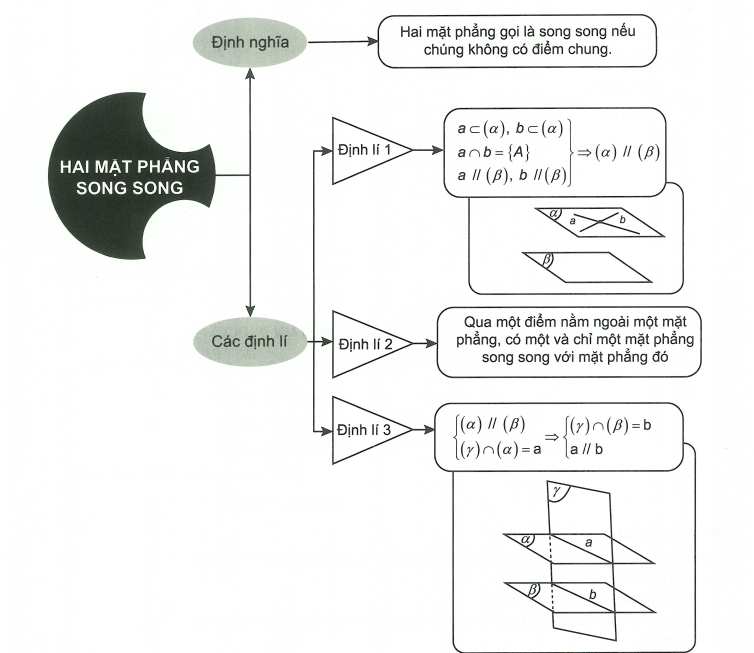 Định nghĩa
Hai mặt phẳng gọi là song song nếu
chúng không có điểm chung.
HAI MẶT PHẲNG
SONG SONG
Định lí 1
a ⊂ (α), b ⊂ (α)
a ∩ b = {A}
a // (β), b // (β)
⇒ (α) // (β)
α
a
b
β
Các định lí
Định lí 2
Qua một điểm nằm ngoài một mặt
phẳng, có một và chỉ một mặt phẳng
song song với mặt phẳng đó
Định lí 3
(α) // (β)
(γ) ∩ (α) = a
⇒
(γ) ∩ (β) = b
a // b
γ
α
a
β
b